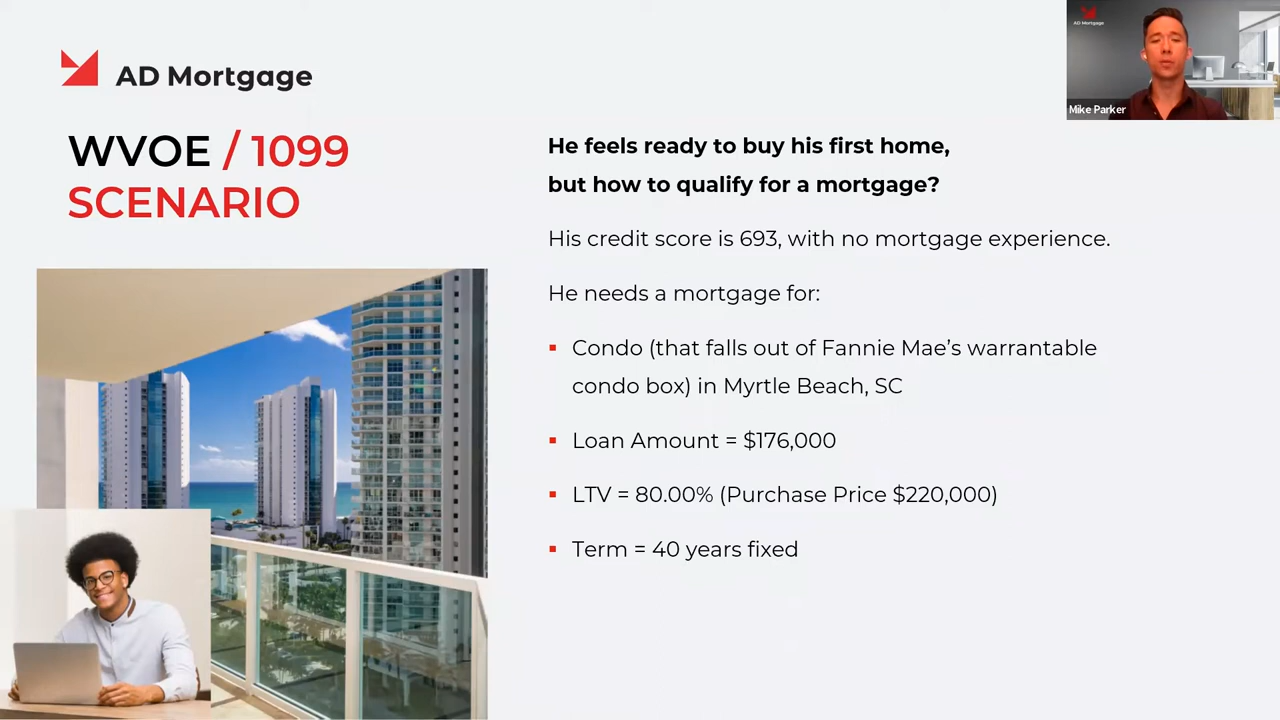 AD Mortgage
AD Mortgage
Mike Parker
WVOE / 1099
SCENARIO
He feels ready to buy his first home,
but how to qualify for a mortgage?
His credit score is 693, with no mortgage experience.
He needs a mortgage for:
▪ Condo (that falls out of Fannie Mae’s warrantable
condo box) in Myrtle Beach, SC
▪ Loan Amount = $176,000
▪ LTV = 80.00% (Purchase Price $220,000)
▪ Term = 40 years fixed